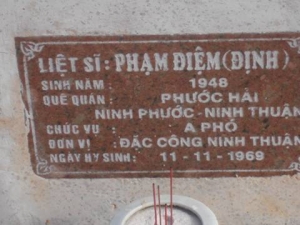 LIỆT SĨ: PHẠM ĐIỆM(ĐỊNH)
SINH NĂM : 1948
QUÊ QUÁN : PHƯỚC HẢI
NINH PHƯỚC - NINH THUẬN
CHỨC VỤ : A PHÓ
ĐƠN VỊ : ĐẶC CÔNG NINH THUẬN
NGÀY HY SINH: 11 - 11 - 1969